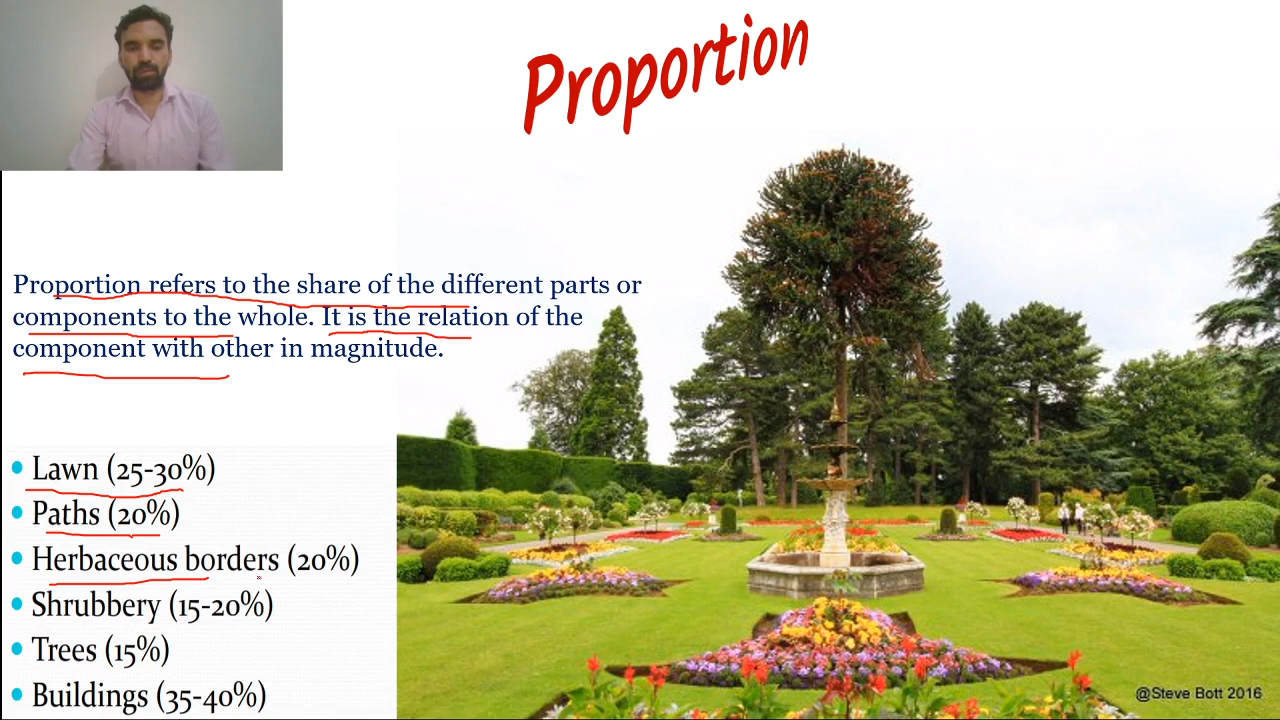 Proportion
Proportion refers to the share of the different parts or
components to the whole. It is the relation of the
component with other in magnitude.
• Lawn (25-30%)
• Paths (20%)
• Herbaceous borders (20%)
• Shrubbery (15-20%)
• Trees (15%)
• Buildings (35-40%)
@Steve Bott 2016